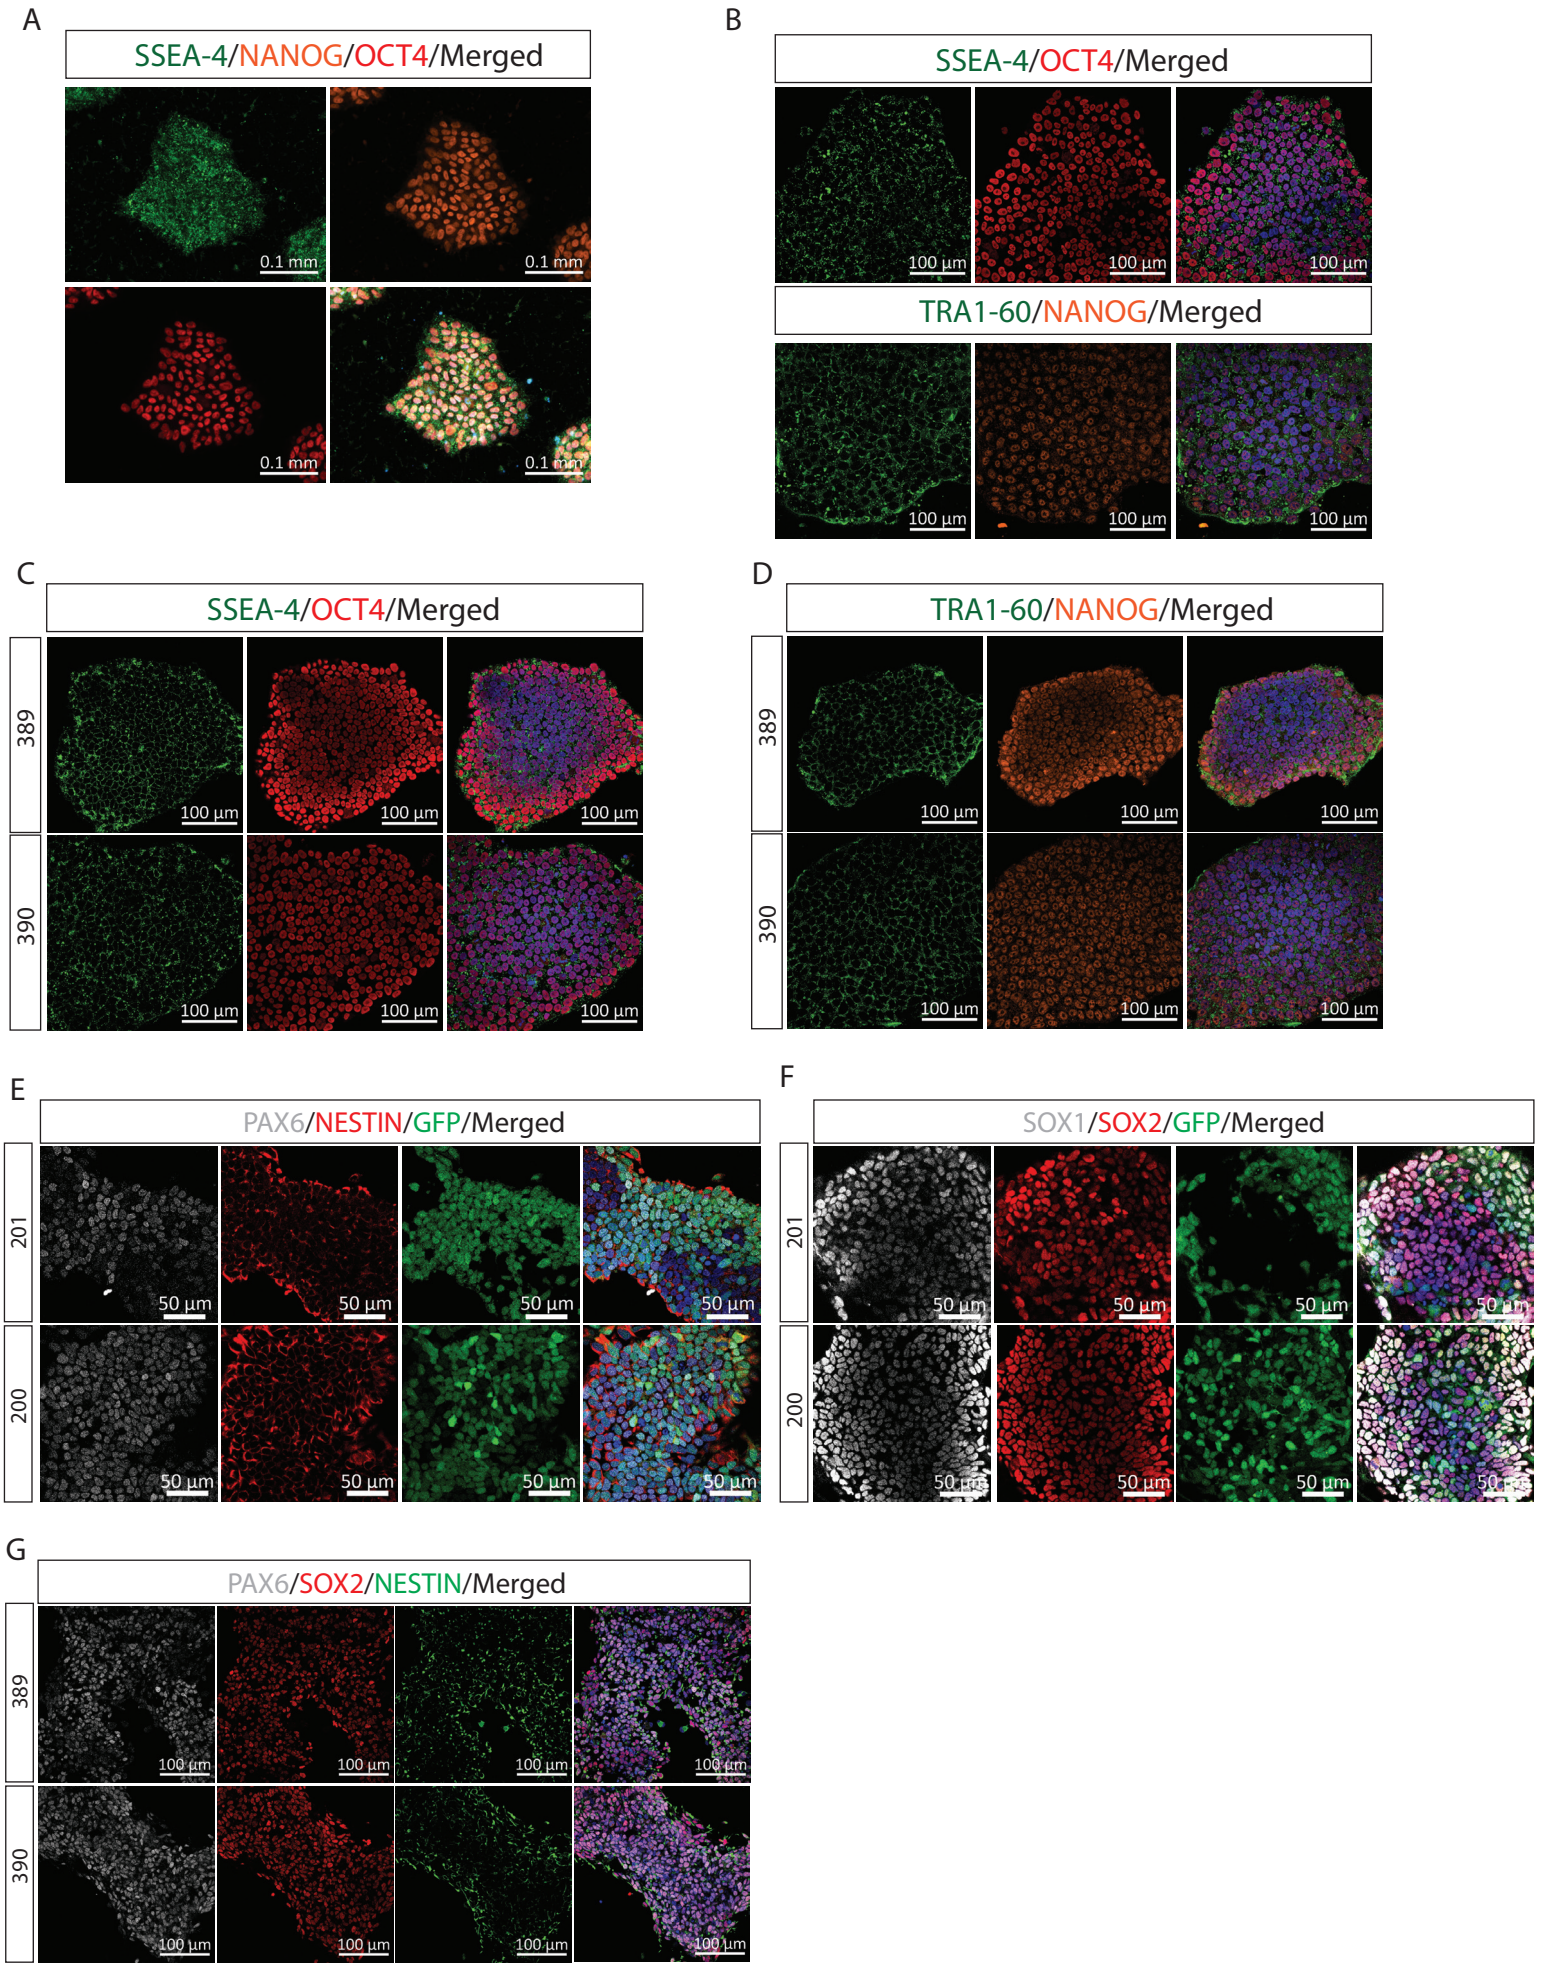 A
SSEA-4/NANOG/OCT4/Merged
0.1 mm
0.1 mm
0.1 mm
0.1 mm
B
SSEA-4/OCT4/Merged
100 µm
100 µm
100 µm
TRA1-60/NANOG/Merged
100 µm
100 µm
100 µm
C
SSEA-4/OCT4/Merged
389
100 µm
100 µm
100 µm
390
100 µm
100 µm
100 µm
D
TRA1-60/NANOG/Merged
389
100 µm
100 µm
100 µm
390
100 µm
100 µm
100 µm
E
PAX6/NESTIN/GFP/Merged
201
50 µm
50 µm
50 µm
50 µm
200
50 µm
50 µm
50 µm
50 µm
F
SOX1/SOX2/GFP/Merged
201
50 µm
50 µm
50 µm
50 µm
200
50 µm
50 µm
50 µm
50 µm
G
PAX6/SOX2/NESTIN/Merged
389
100 µm
100 µm
100 µm
100 µm
390
100 µm
100 µm
100 µm
100 µm